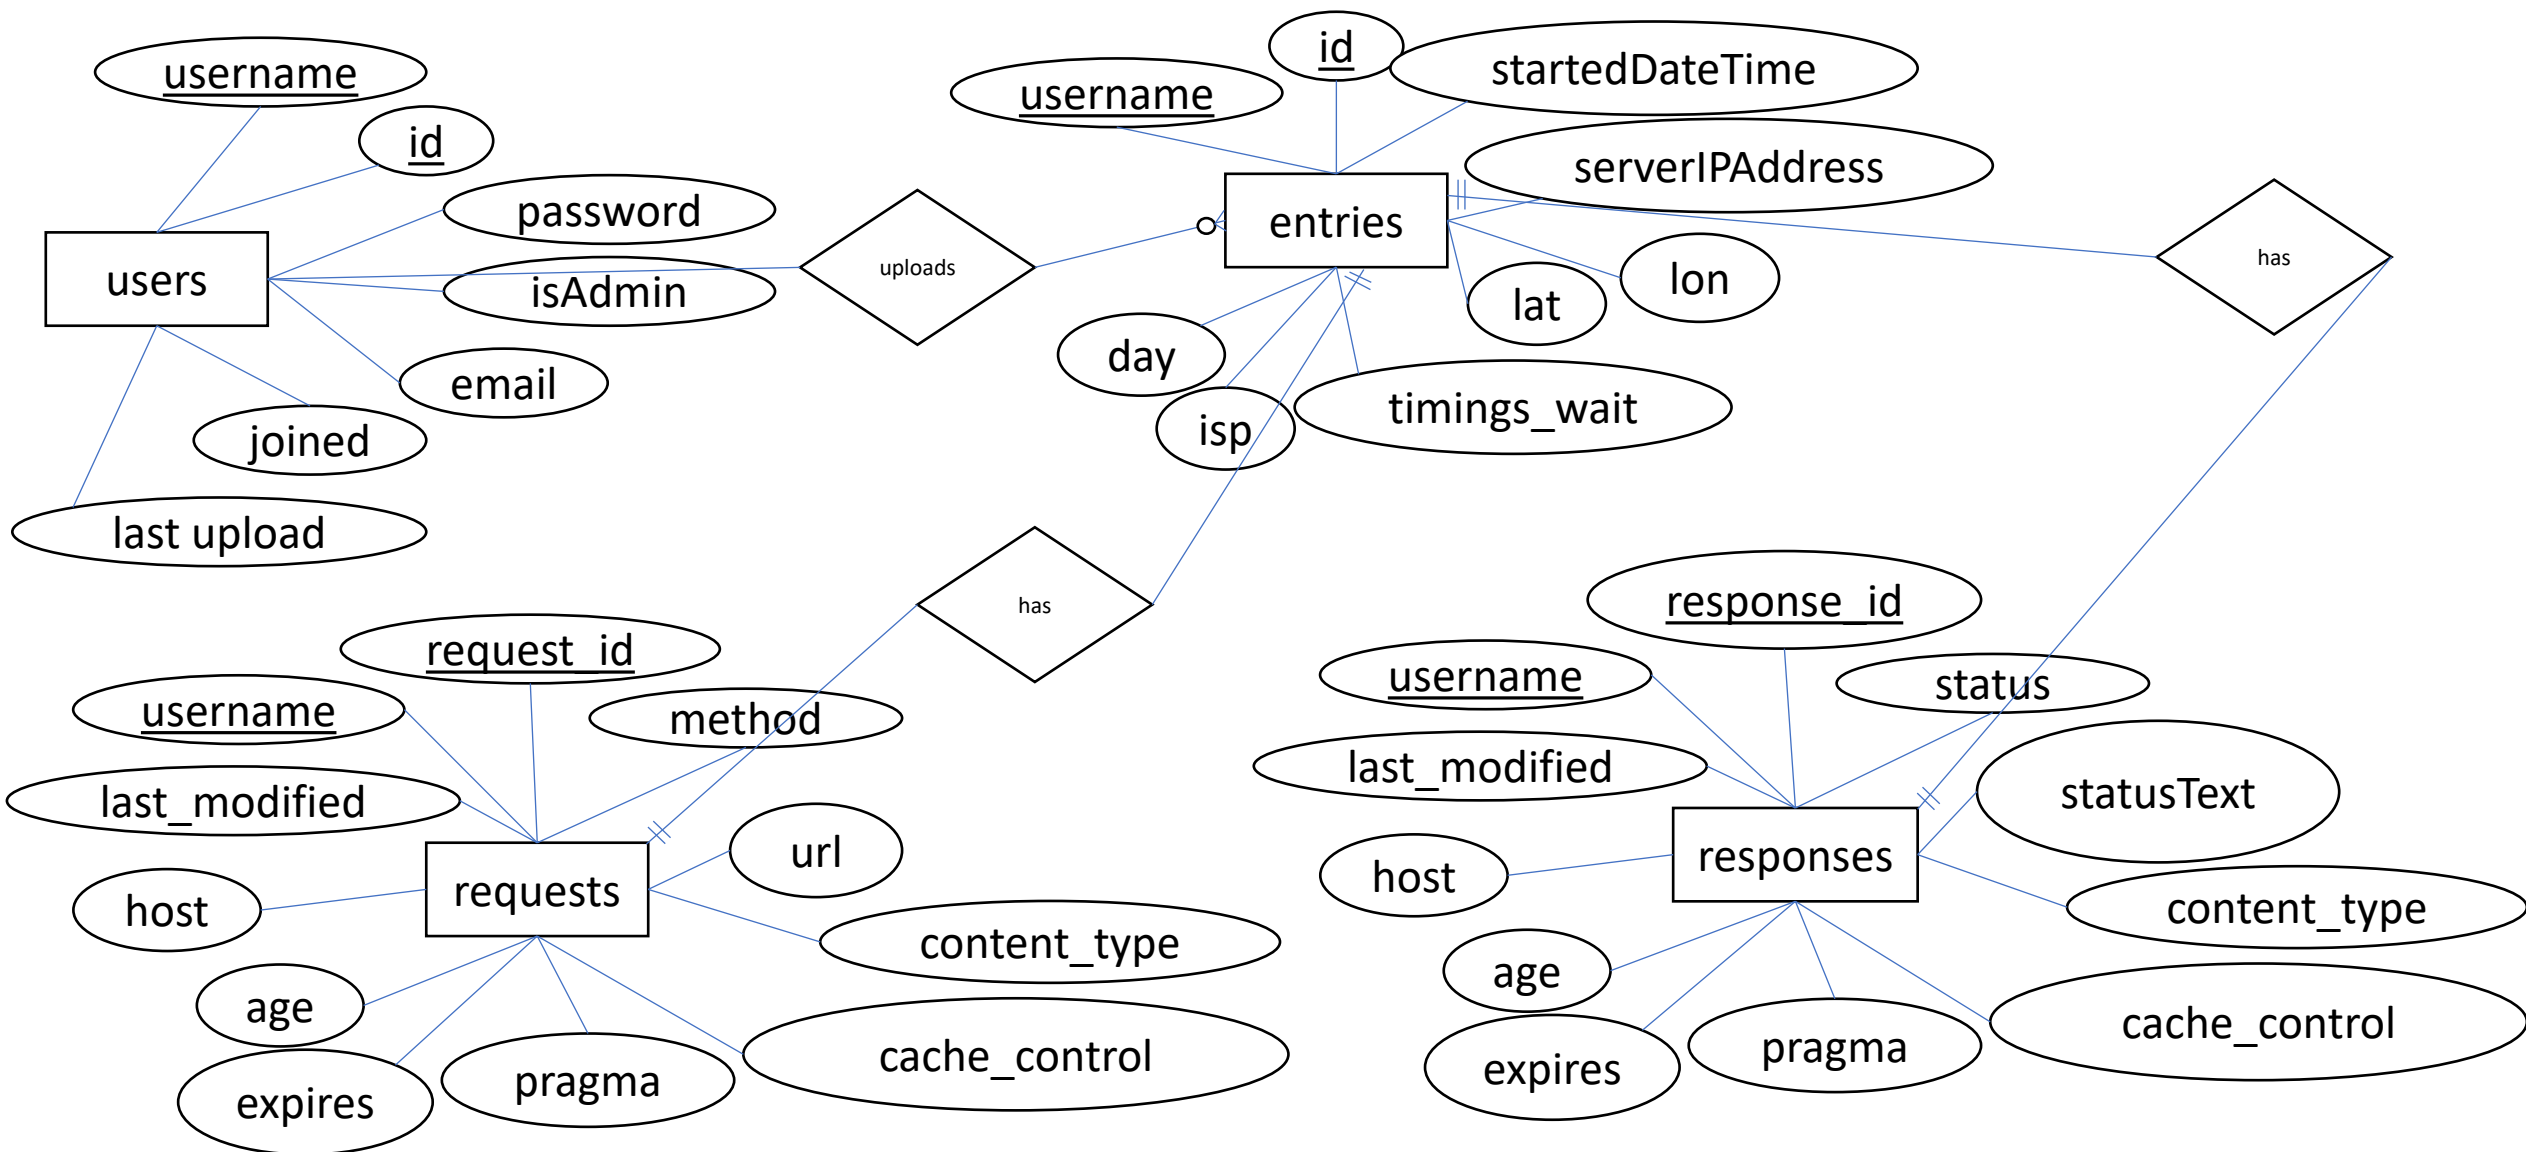 username
id
password
users
isAdmin
email
joined
last upload
uploads
id
startedDateTime
username
serverIPAddress
entries
lon
lat
day
timings_wait
isp
has
has
request_id
username
method
last_modified
url
requests
host
content_type
age
cache_control
pragma
expires
response_id
username
status
last_modified
statusText
responses
host
content_type
age
cache_control
pragma
expires